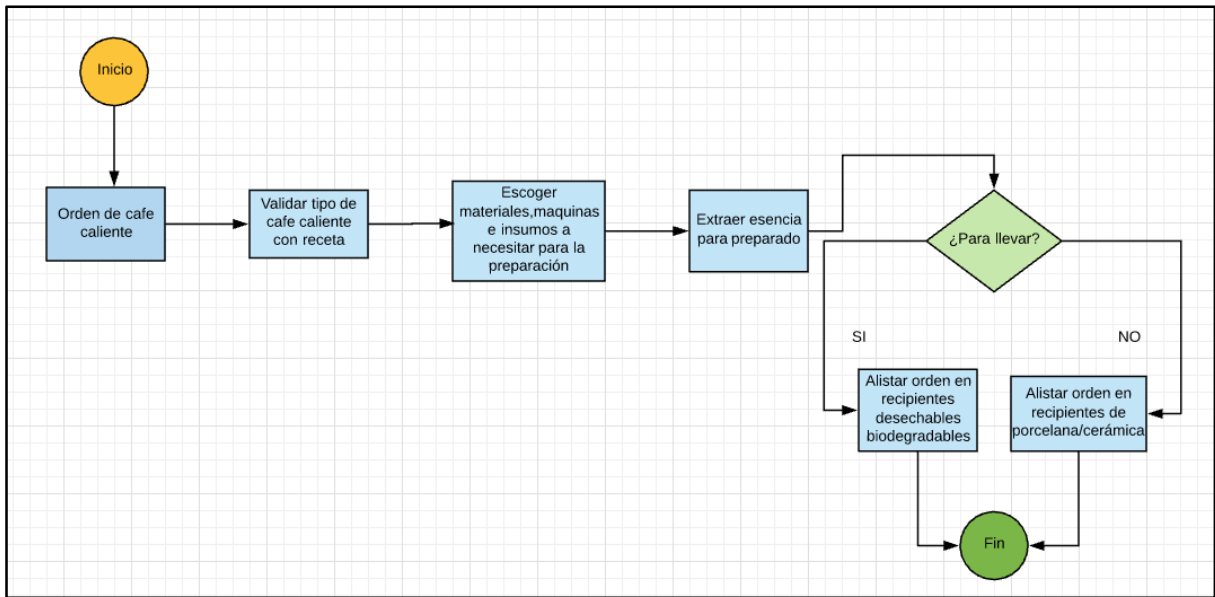 Inicio
Orden de cafe
caliente
Validar tipo de
cafe caliente
con receta
Escoger
materiales,maquinas
e insumos a
necesitar para la
preparación
Extraer esencia
para preparado
¿Para llevar?
SI
NO
Alistar orden en
recipientes
desechables
biodegradables
Alistar orden en
recipientes de
porcelana/cerámica
Fin